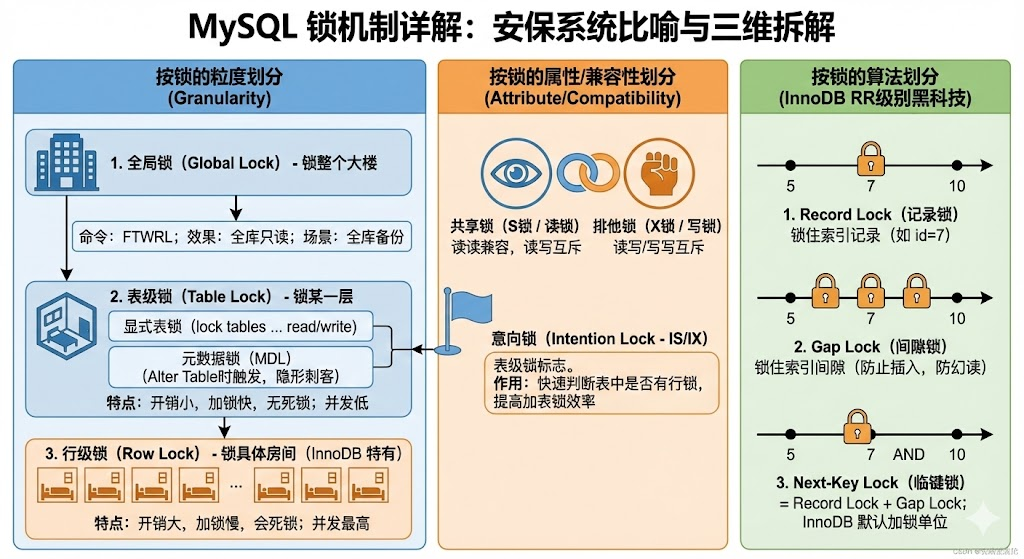 MySQL 锁机制详解：安保系统比喻与三维拆解
按锁的粒度划分
(Granularity)
1. 全局锁（Global Lock） - 锁整个大楼
命令：FTWRL；效果：全库只读；场景：全库备份
2. 表级锁（Table Lock） - 锁某一层
显式表锁（lock tables ... read/write）
元数据锁（MDL）
（Alter Table时触发，隐形刺客）
特点：开销小，加锁快，无死锁；并发低
3. 行级锁（Row Lock） - 锁具体房间（InnoDB 特有）
...
特点：开销大，加锁慢，会死锁；并发最高
按锁的属性/兼容性划分
(Attribute/Compatibility)
共享锁（S锁 / 读锁）
读读兼容，读写互斥
排他锁（X锁 / 写锁）
读写/写写互斥
意向锁（Intention Lock - IS/IX）
表级锁标志。
作用：快速判断表中是否有行锁，
提高加表锁效率
按锁的算法划分
(InnoDB RR级别黑科技)
5 7 10
1. Record Lock（记录锁）
锁住索引记录（如 id=7）
5 7 10
2. Gap Lock（间隙锁）
锁住索引间隙（防止插入，防幻读）
5 7 AND 10
3. Next-Key Lock（临键锁）
= Record Lock + Gap Lock;
InnoDB 默认加锁单位